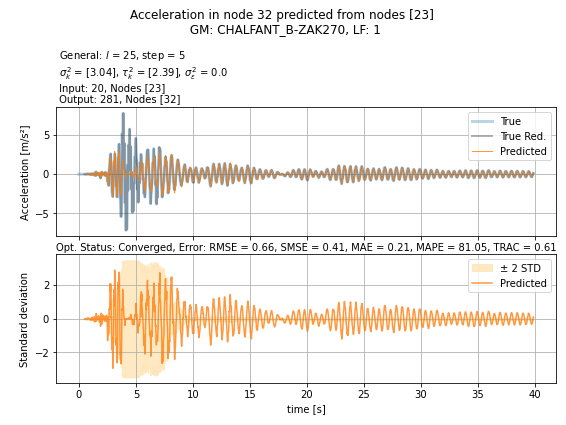 Acceleration in node 32 predicted from nodes [23]
GM: CHALFANT_B-ZAK270, LF: 1
General: l = 25, step = 5
σ²ₖ = [3.04], τ²ₖ = [2.39], σ²ε = 0.0
Input: 20, Nodes [23]
Output: 281, Nodes [32]
Acceleration [m/s²]
5
0
−5
True
True Red.
Predicted
Opt. Status: Converged, Error: RMSE = 0.66, SMSE = 0.41, MAE = 0.21, MAPE = 81.05, TRAC = 0.61
Standard deviation
2
0
−2
± 2 STD
Predicted
0 5 10 15 20 25 30 35 40
time [s]